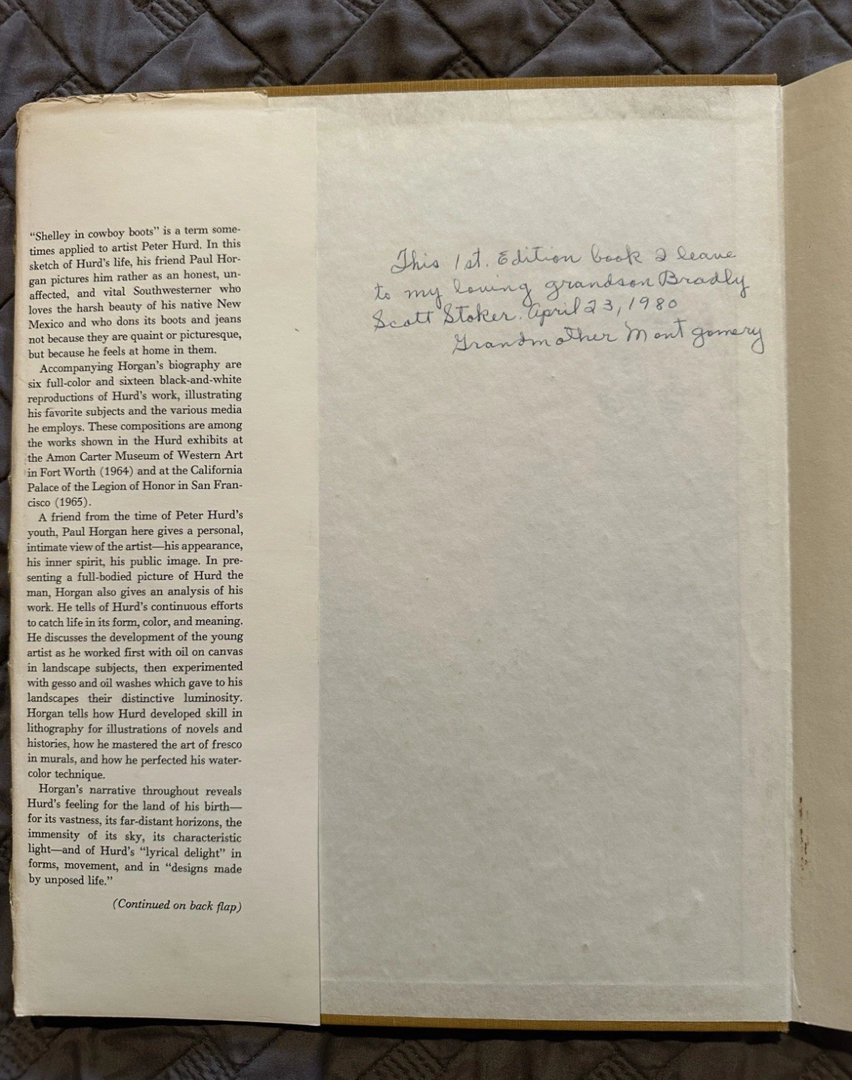 "Shelley in cowboy boots" is a term some-
times applied to artist Peter Hurd. In this
sketch of Hurd's life, his friend Paul Hor-
gan pictures him rather as an honest, un-
affected, and vital Southwesterner who
loves the harsh beauty of his native New
Mexico and who dons its boots and jeans
not because they are quaint or picturesque,
but because he feels at home in them.
Accompanying Horgan's biography are
six full-color and sixteen black-and-white
reproductions of Hurd's work, illustrating
his favorite subjects and the various media
he employs. These compositions are among
the works shown in the Hurd exhibits at
the Amon Carter Museum of Western Art
in Fort Worth (1964) and at the California
Palace of the Legion of Honor in San Fran-
cisco (1965).
A friend from the time of Peter Hurd's
youth, Paul Horgan here gives a personal,
intimate view of the artist—his appearance,
his inner spirit, his public image. In pre-
senting a full-bodied picture of Hurd the
man, Horgan also gives an analysis of his
work. He tells of Hurd's continuous efforts
to catch life in its form, color, and meaning.
He discusses the development of the young
artist as he worked first with oil on canvas
in landscape subjects, then experimented
with gesso and oil washes which gave to his
landscapes their distinctive luminosity.
Horgan tells how Hurd developed skill in
lithography for illustrations of novels and
histories, how he mastered the art of fresco
in murals, and how he perfected his water-
color technique.
Horgan's narrative throughout reveals
Hurd's feeling for the land of his birth—
for its vastness, its far-distant horizons, the
immensity of its sky, its characteristic
light—and of Hurd's "lyrical delight" in
forms, movement, and in "designs made
by unposed life."
(Continued on back flap)
This 1st. Edition book I leave
to my loving grandson Bradly
Scott Stoker. April 23, 1980
Grandmother Montgomery